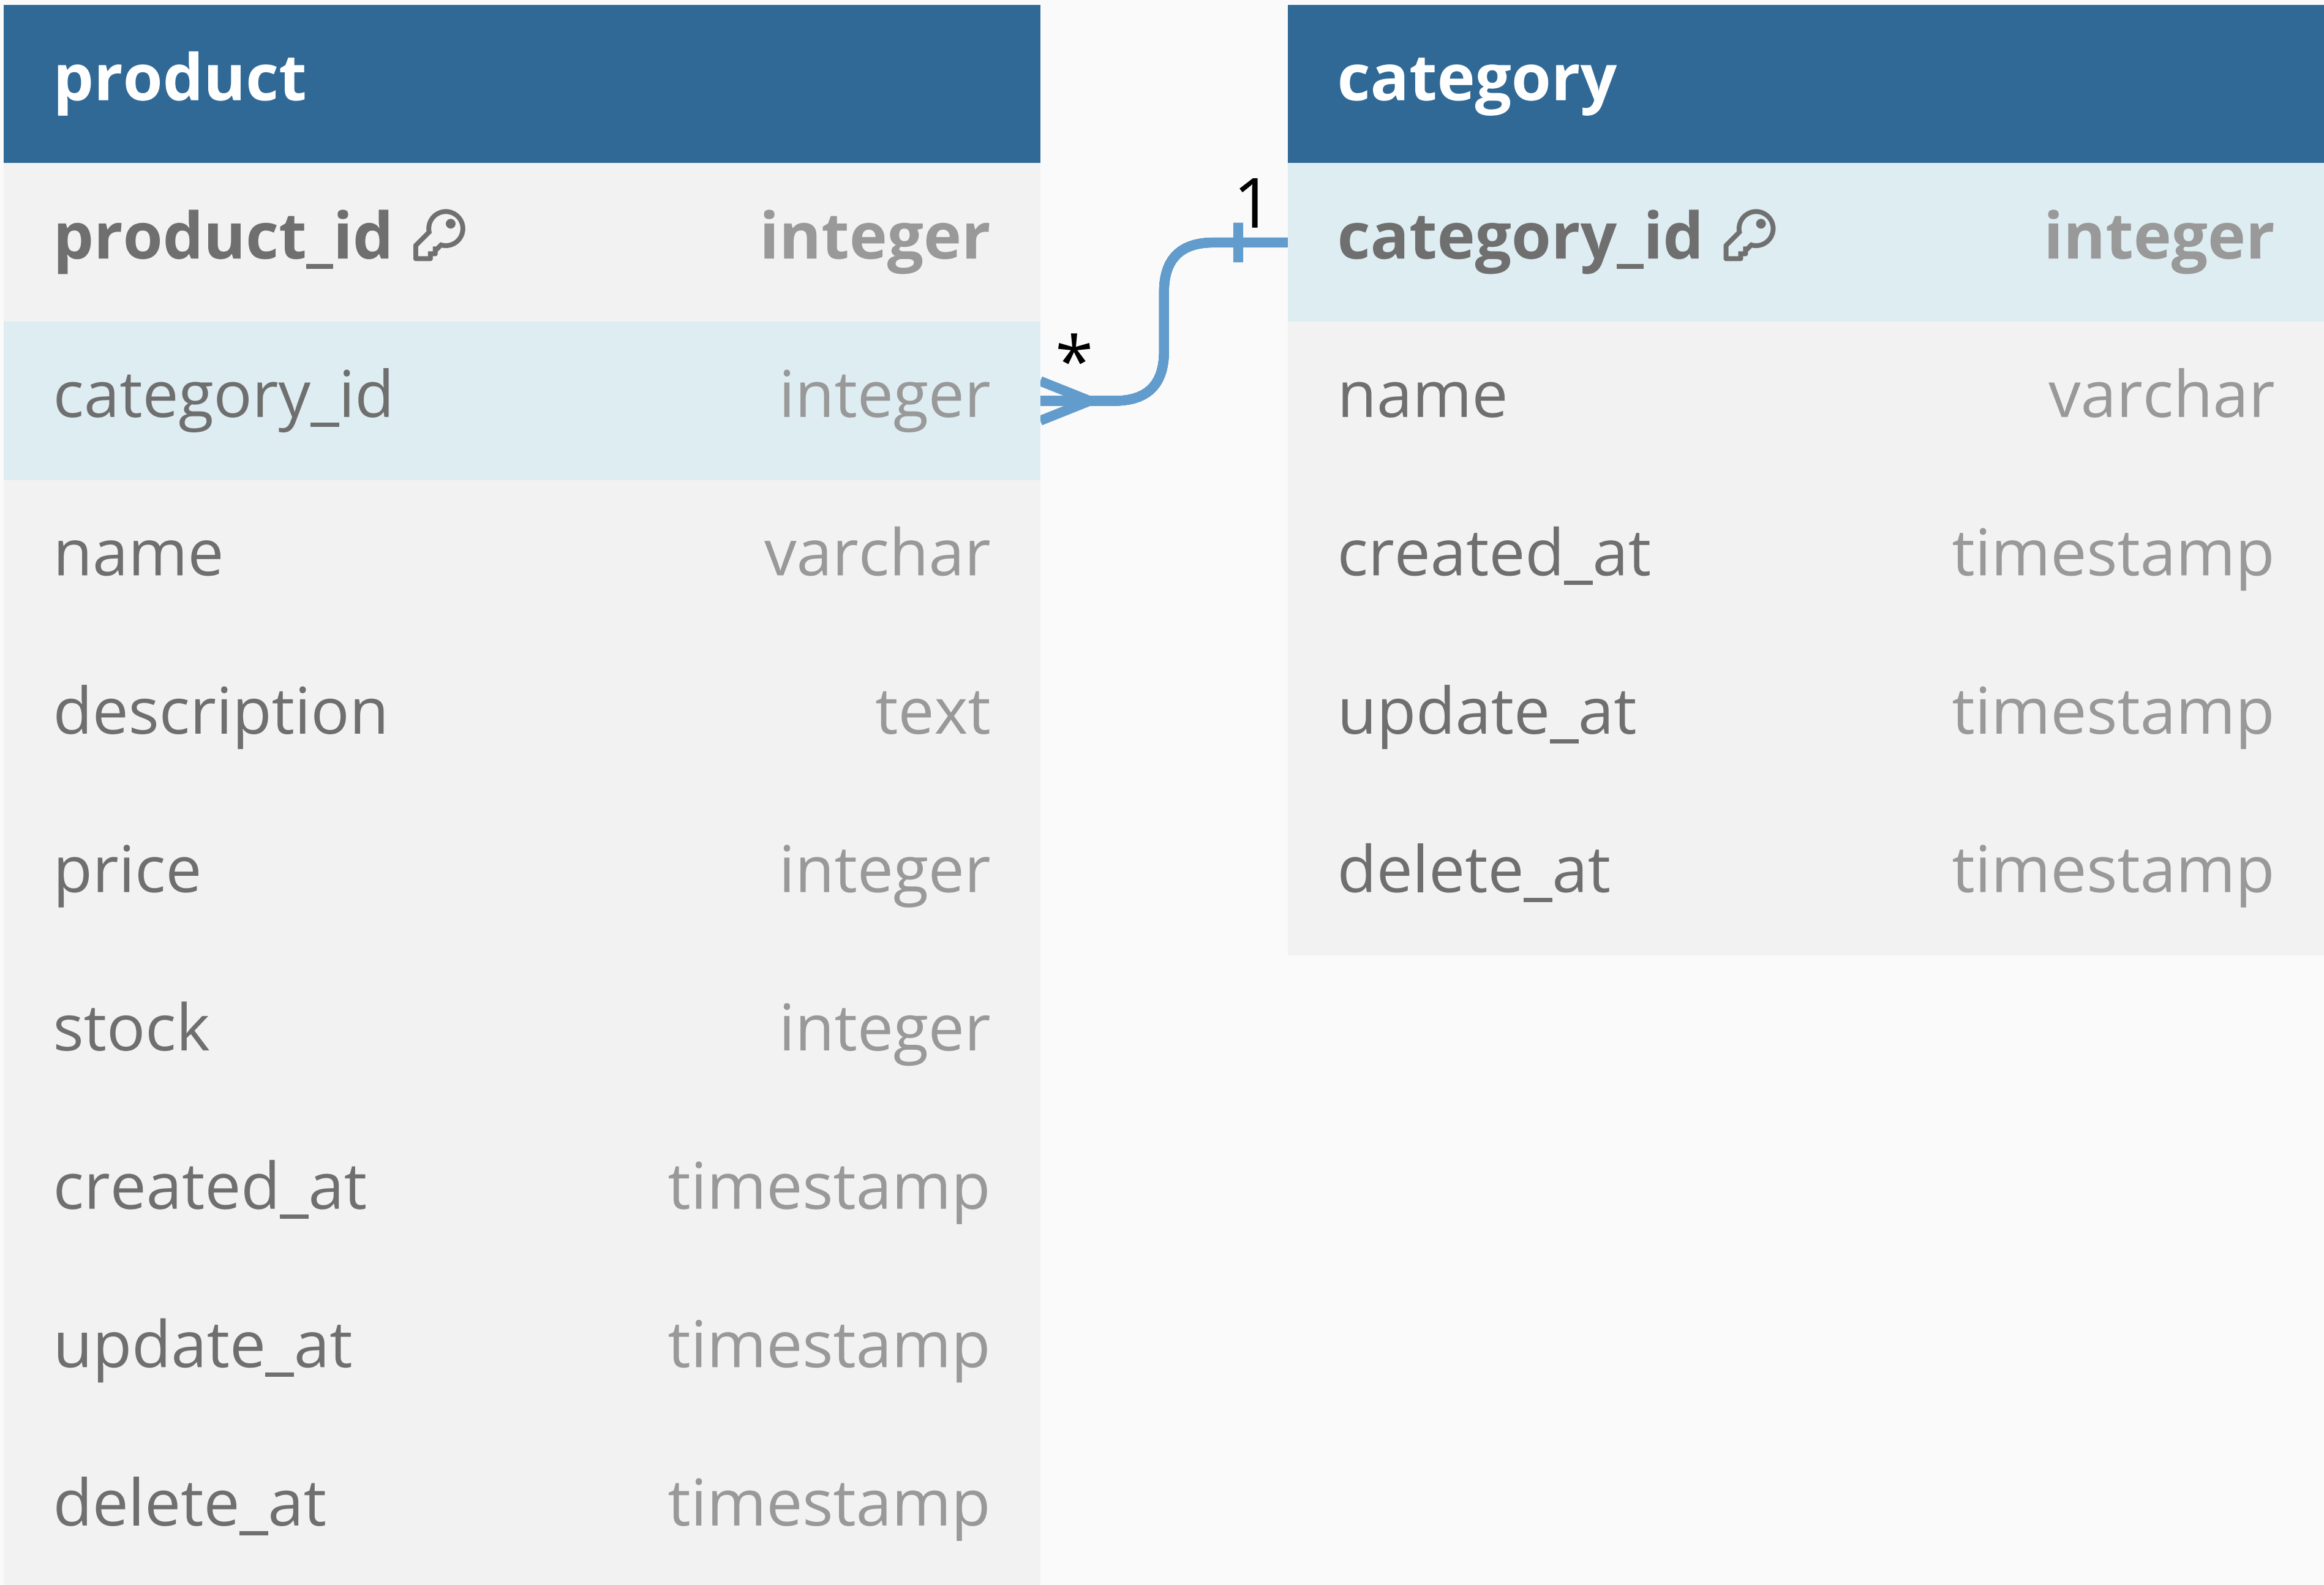 product
product_id integer
category_id integer
name varchar
description text
price integer
stock integer
created_at timestamp
update_at timestamp
delete_at timestamp
*
1
category
category_id integer
name varchar
created_at timestamp
update_at timestamp
delete_at timestamp